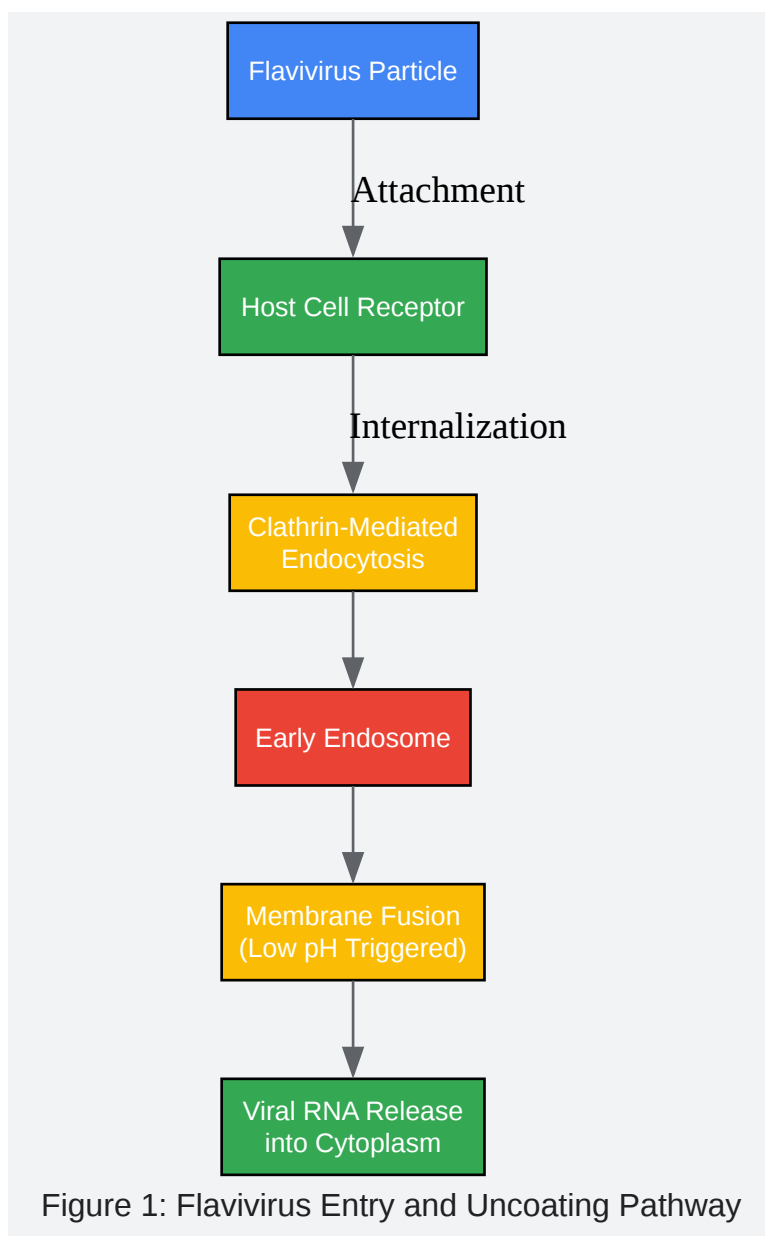 Flavivirus Particle
Attachment
Host Cell Receptor
Internalization
Clathrin-Mediated
Endocytosis
Early Endosome
Membrane Fusion
(Low pH Triggered)
Viral RNA Release
into Cytoplasm
Figure 1: Flavivirus Entry and Uncoating Pathway